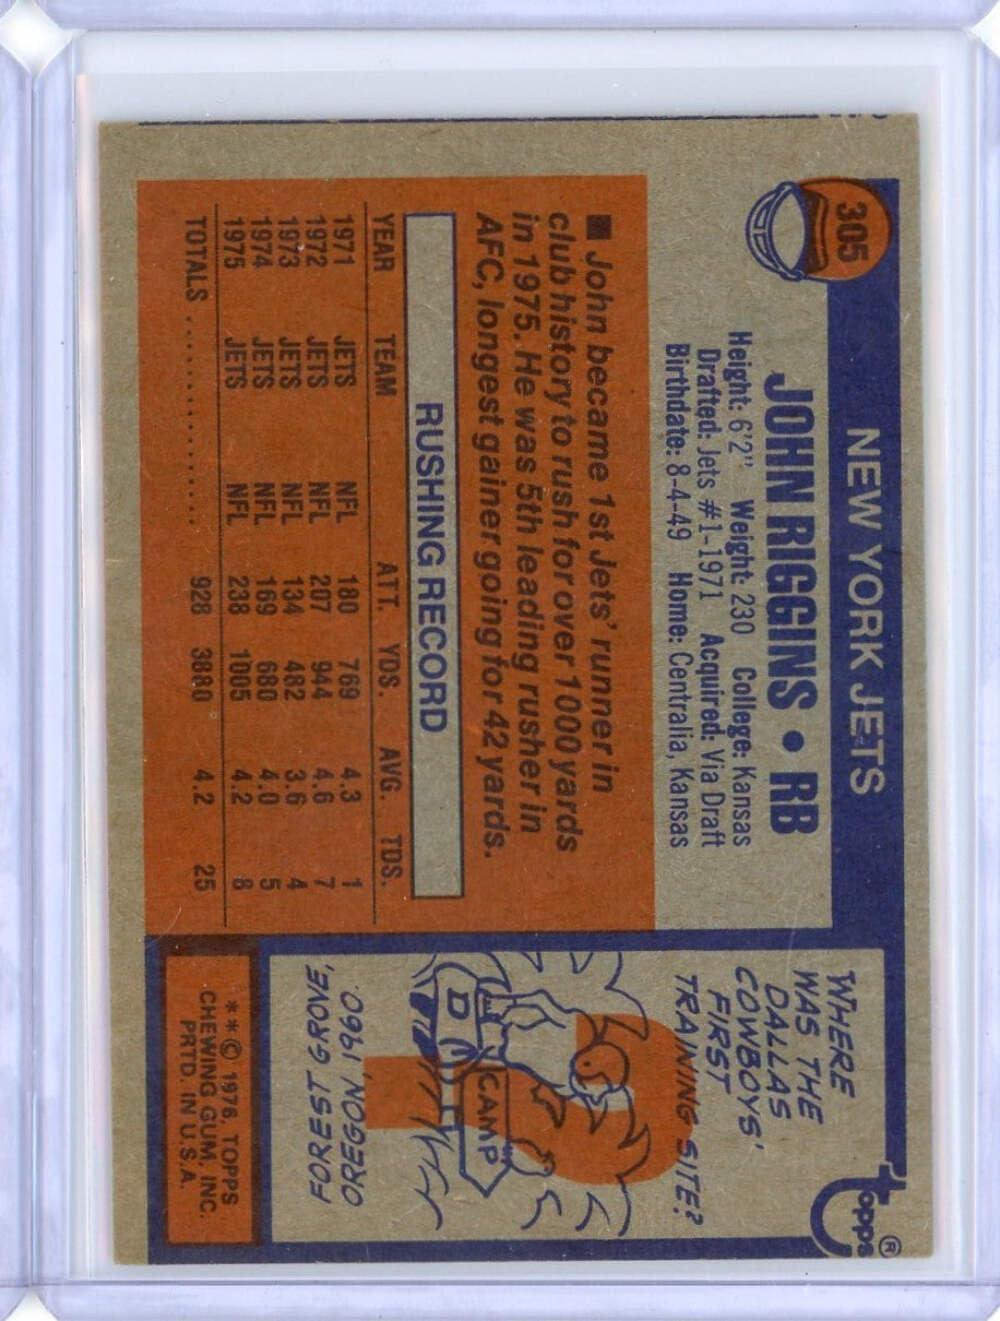 305
NEW YORK JETS
JOHN RIGGINS • RB
Height: 6'2" Weight: 230 College: Kansas
Drafted: Jets #1-1971 Acquired: Via Draft
Birthdate: 8-4-49 Home: Centralia, Kansas
■ John became 1st Jets' runner in
club history to rush for over 1000 yards
in 1975. He was 5th leading rusher in
AFC, longest gainer going for 42 yards.
RUSHING RECORD
YEAR TEAM ATT. YDS. AVG. TDS.
1971 JETS NFL 180 769 4.3 1
1972 JETS NFL 207 944 4.6 7
1973 JETS NFL 134 482 3.6 4
1974 JETS NFL 169 680 4.0 5
1975 JETS NFL 238 1005 4.2 8
TOTALS .................. 928 3880 4.2 25
Topps®
WHERE
WAS THE
DALLAS
COWBOYS'
FIRST
TRAINING SITE?
?
CAMP
D
FOREST GROVE,
OREGON, 1960.
**© 1976, TOPPS
CHEWING GUM, INC.
PRTD. IN U.S.A.